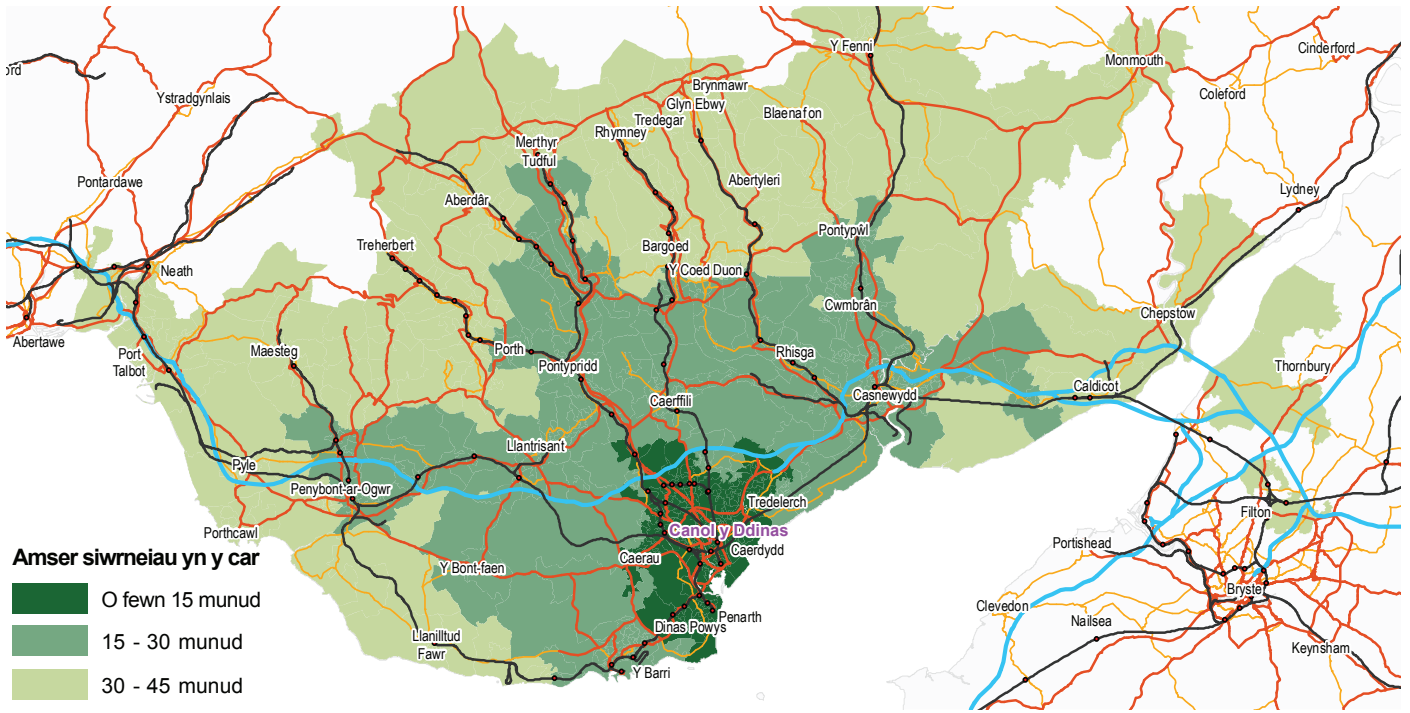 Y Fenni
Cinderford
Monmouth
ord
Ystradgynlais
Brynmawr
Coleford
Glyn Ebwy
Tredegar
Blaenafon
Rhymney
Merthyr
Tudful
Pontardawe
Abertyleri
Lydney
Aberdâr
Pontypŵl
Treherbert
Bargoed
Neath
Y Coed Duon
Cwmbrân
Chepstow
Abertawe
Port
Talbot
Maesteg
Porth
Pontypridd
Rhisga
Thornbury
Caldicot
Casnewydd
Caerffili
Llantrisant
Pyle
Penybont-ar-Ogwr
Tredelerch
Filton
Porthcawl
Canol y Ddinas
Portishead
Caerdydd
Caerau
Y Bont-faen
Bryste
Clevedon
Nailsea
Penarth
Dinas Powys
Llanilltud
Fawr
Keynsham
Y Barri
Amser siwrneiau yn y car
O fewn 15 munud
15 - 30 munud
30 - 45 munud